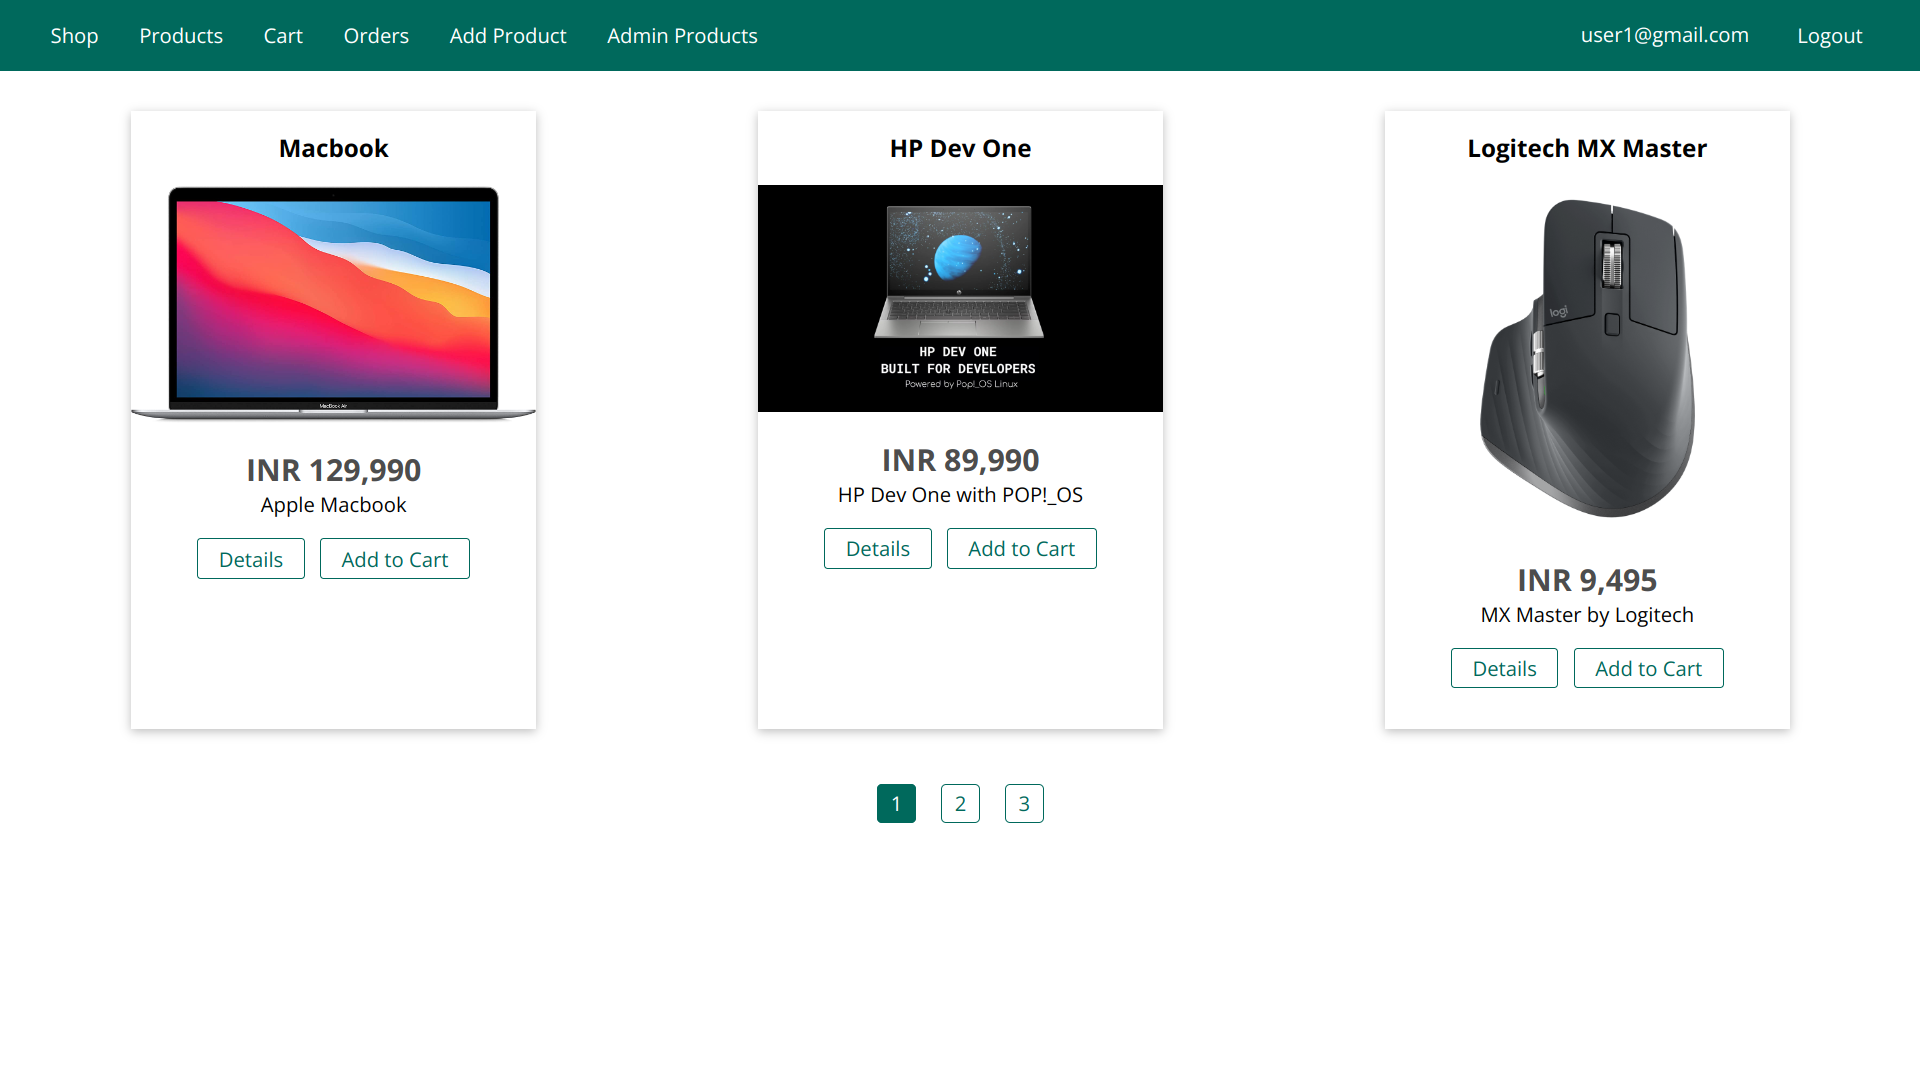 Shop Products Cart Orders Add Product Admin Products user1@gmail.com Logout
Macbook
MacBook Air
INR 129,990
Apple Macbook
Details Add to Cart
HP Dev One
HP DEV ONE
BUILT FOR DEVELOPERS
Powered by Pop!_OS Linux
INR 89,990
HP Dev One with POP!_OS
Details Add to Cart
Logitech MX Master
logi
INR 9,495
MX Master by Logitech
Details Add to Cart
1 2 3